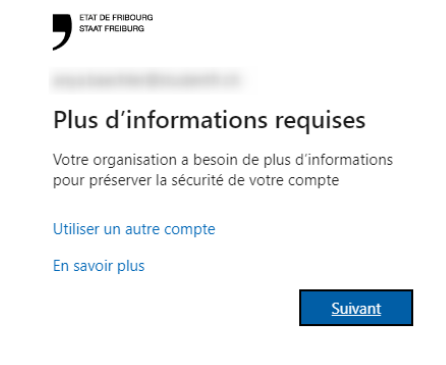 ETAT DE FRIBOURG
STAAT FREIBURG
Plus d'informations requises
Votre organisation a besoin de plus d'informations
pour préserver la sécurité de votre compte
Utiliser un autre compte
En savoir plus
Suivant